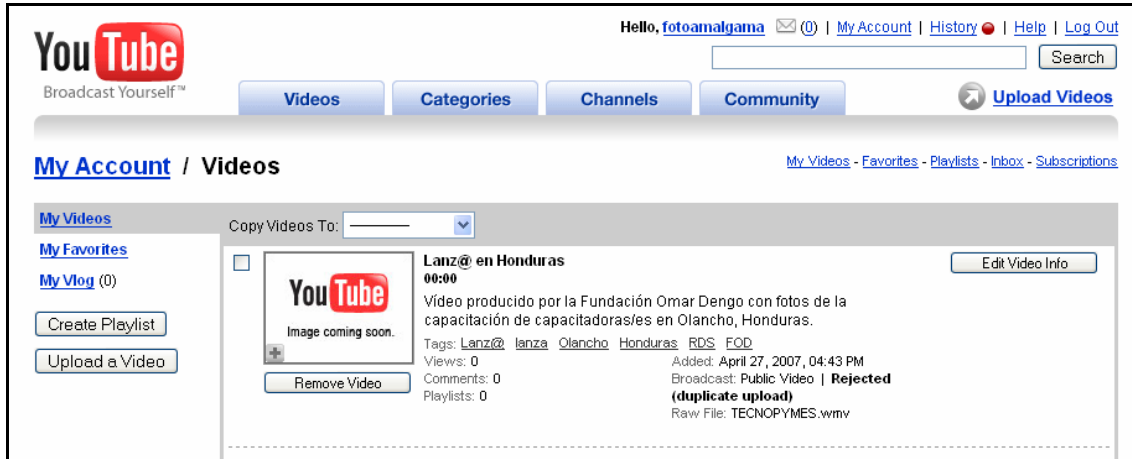 Hello, fotoamalgama (0) | My Account | History | Help | Log Out
You Tube
Broadcast Yourself™
Search
Videos
Categories
Channels
Community
Upload Videos
My Account / Videos
My Videos - Favorites - Playlists - Inbox - Subscriptions
My Videos
My Favorites
My Vlog (0)
Create Playlist
Upload a Video
Copy Videos To:
You Tube
Image coming soon.
Remove Video
Lanz@ en Honduras
00:00
Vídeo producido por la Fundación Omar Dengo con fotos de la
capacitación de capacitadoras/es en Olancho, Honduras.
Tags: Lanz@ lanza Olancho Honduras RDS FOD
Views: 0
Comments: 0
Playlists: 0
Added: April 27, 2007, 04:43 PM
Broadcast: Public Video | Rejected
(duplicate upload)
Raw File: TECNOPYMES.wmv
Edit Video Info